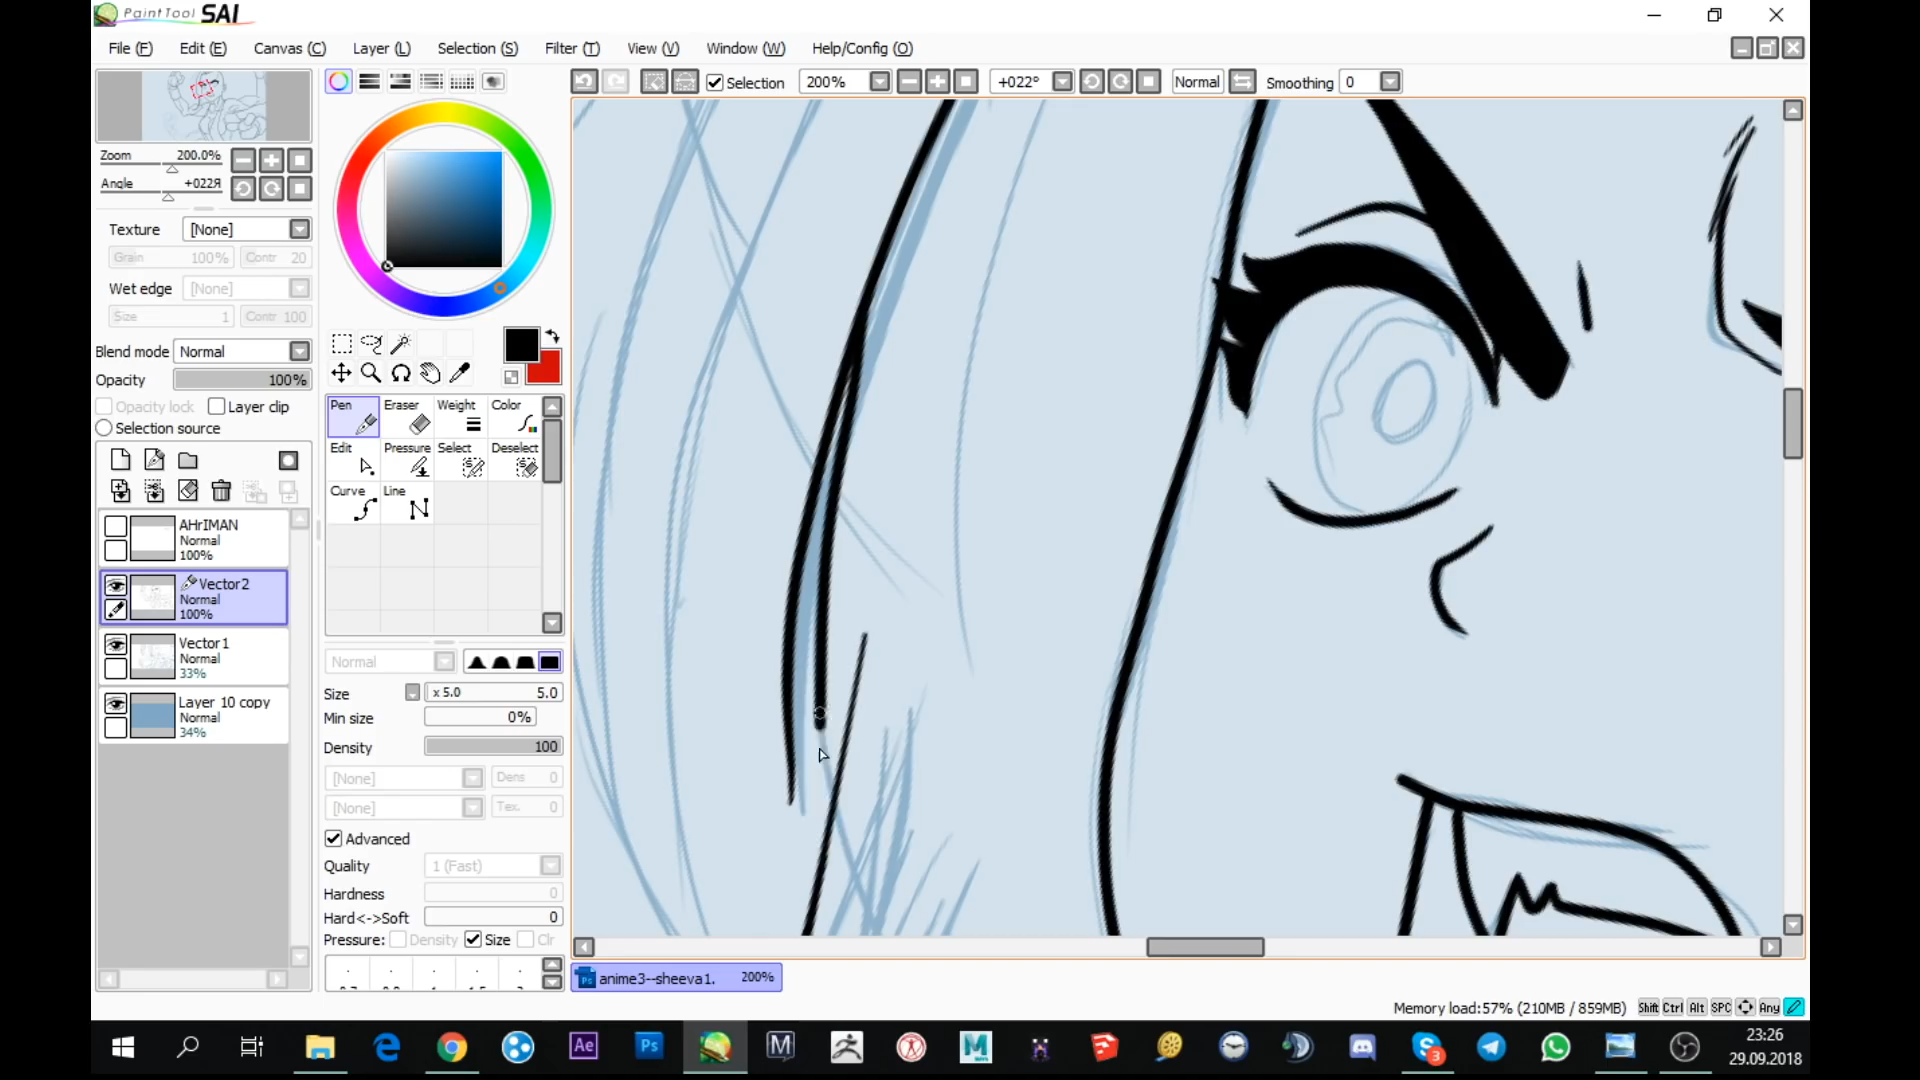 PaintTool SAI
File (F) Edit (E) Canvas (C) Layer (L) Selection (S) Filter (T) View (V) Window (W) Help/Config (O)
Selection 200% +022° Normal Smoothing 0
Zoom 200.0%
Angle +022Я
Texture [None]
Grain 100% Contr 20
Wet edge [None]
Size 1 Contr 100
Blend mode Normal
Opacity 100%
Opacity lock Layer clip
Selection source
AHrIMAN
Normal
100%
Vector2
Normal
100%
Vector1
Normal
33%
Layer 10 copy
Normal
34%
Pen Eraser Weight Color
Edit Pressure Select Deselect
Curve Line
Normal
Size x 5.0 5.0
Min size 0%
Density 100
[None] Dens 0
[None] Tex. 0
Advanced
Quality 1 (Fast)
Hardness 0
Hard<->Soft 0
Pressure: Density Size Clr
anime3--sheeva1. 200%
Memory load:57% (210MB / 859MB) Shift Ctrl Alt SPC Any
Ae Ps M M 3
23:26
29.09.2018